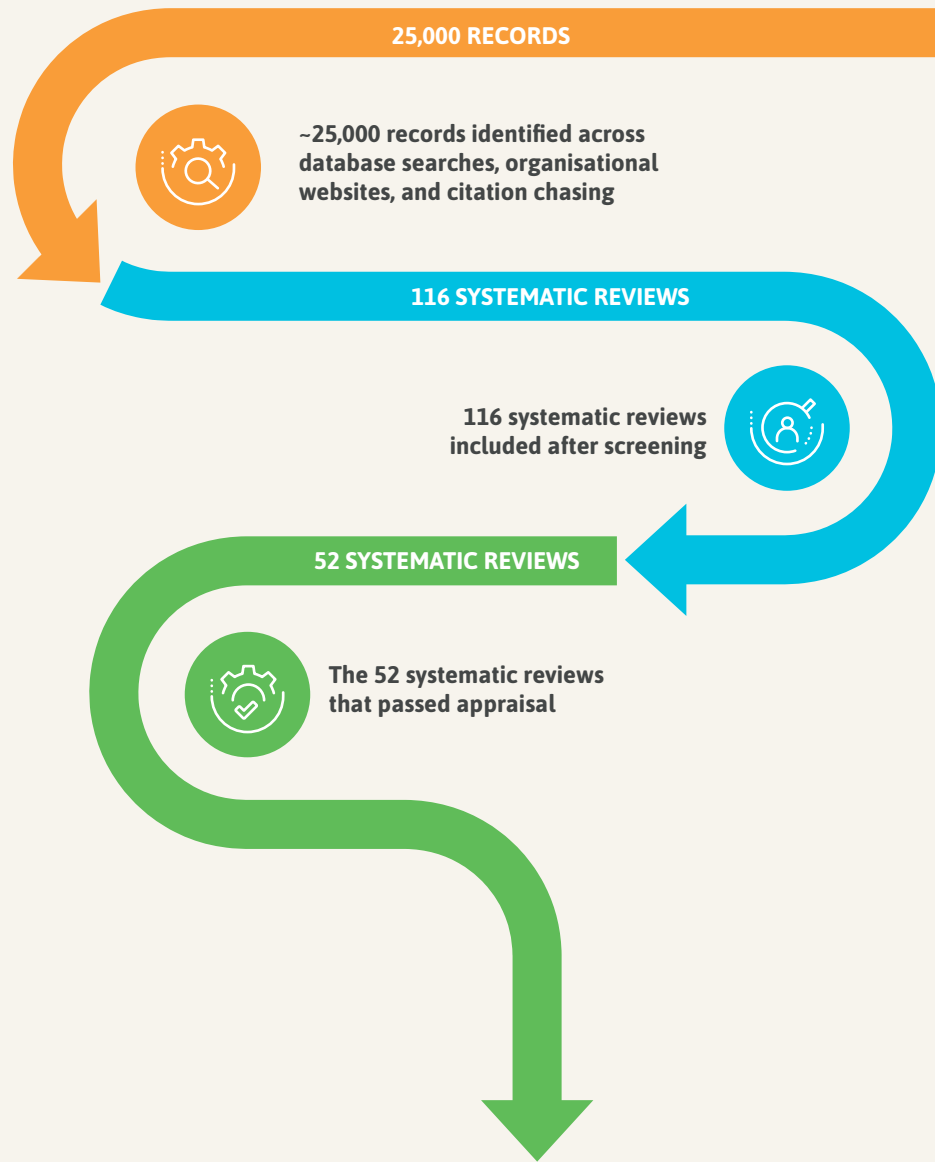 25,000 RECORDS
~25,000 records identified across
database searches, organisational
websites, and citation chasing
116 SYSTEMATIC REVIEWS
116 systematic reviews
included after screening
52 SYSTEMATIC REVIEWS
The 52 systematic reviews
that passed appraisal